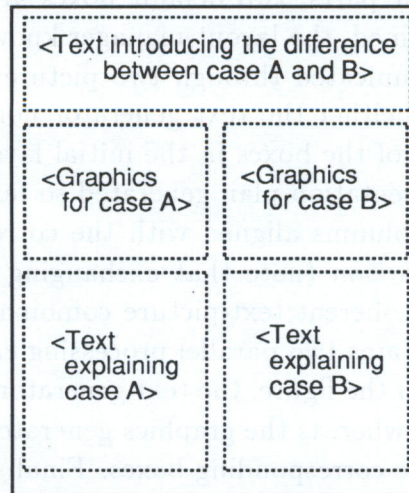 <Text introducing the difference
between case A and B>
<Graphics
for case A>
<Graphics
for case B>
<Text
explaining
case A>
<Text
explaining
case B>